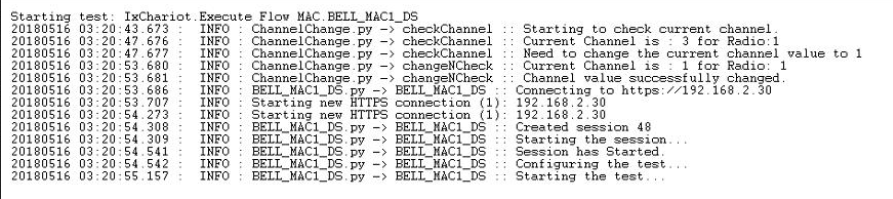 Starting test: IxChariot.Execute Flow MAC.BELL_MAC1_DS
20180516 03:20:43.673 :  INFO : ChannelChange.py -> checkChannel :: Starting to check current channel.
20180516 03:20:47.676 :  INFO : ChannelChange.py -> checkChannel :: Current Channel is : 3 for Radio:1
20180516 03:20:47.677 :  INFO : ChannelChange.py -> checkChannel :: Need to change the current channel value to 1
20180516 03:20:53.680 :  INFO : ChannelChange.py -> changeNCheck :: Current Channel is : 1 for Radio: 1
20180516 03:20:53.681 :  INFO : ChannelChange.py -> changeNCheck :: Channel value successfully changed.
20180516 03:20:53.686 :  INFO : BELL_MAC1_DS.py -> BELL_MAC1_DS :: Connecting to https://192.168.2.30
20180516 03:20:53.707 :  INFO : Starting new HTTPS connection (1): 192.168.2.30
20180516 03:20:54.273 :  INFO : Starting new HTTPS connection (1): 192.168.2.30
20180516 03:20:54.308 :  INFO : BELL_MAC1_DS.py -> BELL_MAC1_DS :: Created session 48
20180516 03:20:54.309 :  INFO : BELL_MAC1_DS.py -> BELL_MAC1_DS :: Starting the session...
20180516 03:20:54.541 :  INFO : BELL_MAC1_DS.py -> BELL_MAC1_DS :: Session has Started.
20180516 03:20:54.542 :  INFO : BELL_MAC1_DS.py -> BELL_MAC1_DS :: Configuring the test...
20180516 03:20:55.157 :  INFO : BELL_MAC1_DS.py -> BELL_MAC1_DS :: Starting the test...